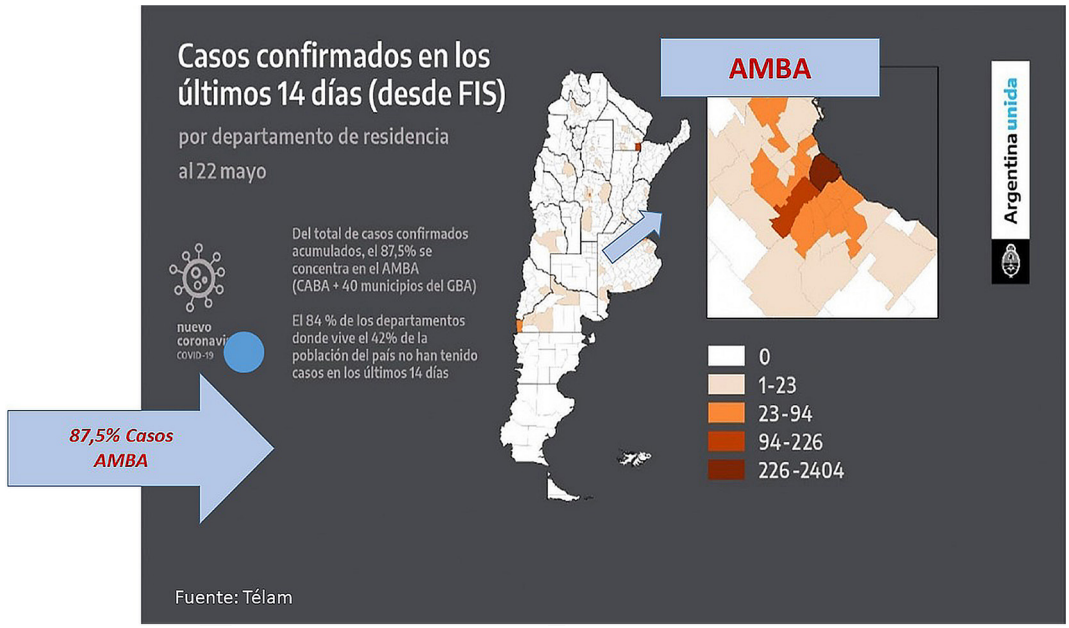 Casos confirmados en los
últimos 14 días (desde FIS)
por departamento de residencia
al 22 mayo
Del total de casos confirmados
acumulados, el 87,5% se
concentra en el AMBA
(CABA + 40 municipios del GBA)
El 84 % de los departamentos
donde vive el 42% de la
población del país no han tenido
casos en los últimos 14 días
nuevo
coronavi
COVID-19
87,5% Casos
AMBA
AMBA
0
1-23
23-94
94-226
226-2404
Argentina unida
Fuente: Télam